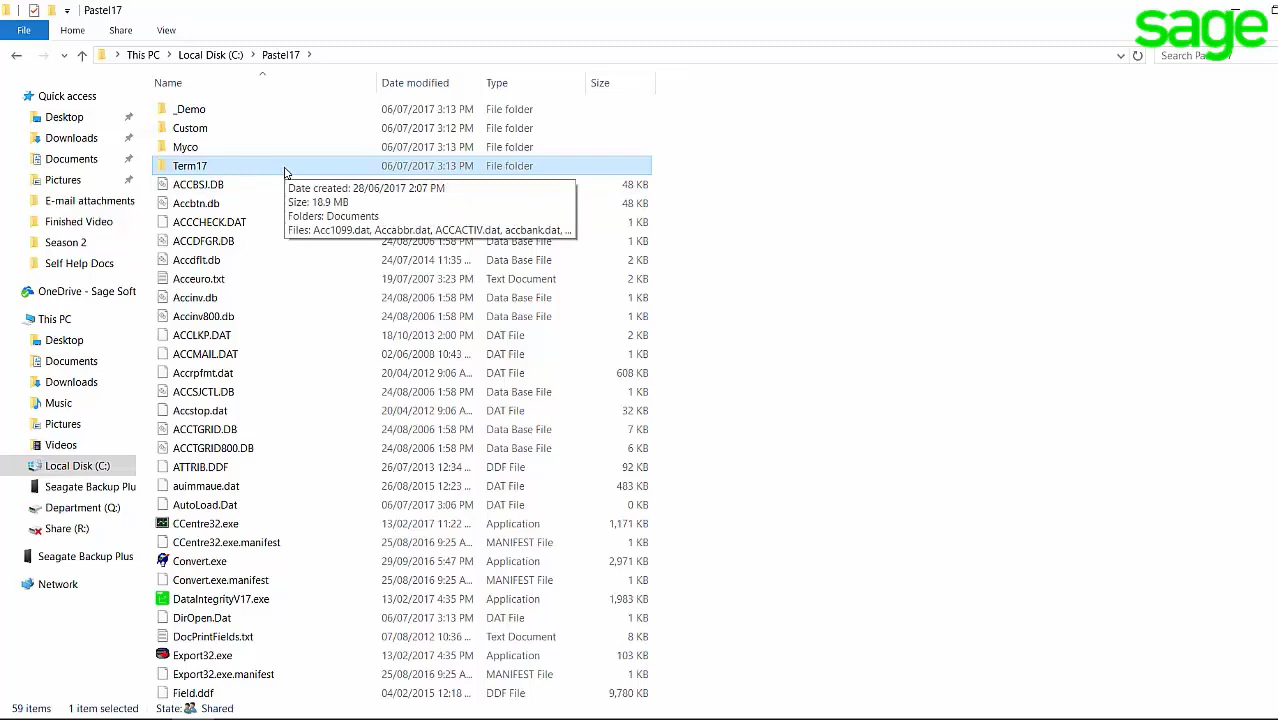 Pastel17
sage
File Home Share View
This PC Local Disk (C:) Pastel17
Name Date modified Type Size
Quick access
Desktop
Downloads
Documents
Pictures
E-mail attachments
Finished Video
Season 2
Self Help Docs
OneDrive - Sage Soft
This PC
Desktop
Documents
Downloads
Music
Pictures
Videos
Local Disk (C:)
Seagate Backup Plu
Department (Q:)
Share (R:)
Seagate Backup Plus
Network
_Demo 06/07/2017 3:13 PM File folder
Custom 06/07/2017 3:12 PM File folder
Myco 06/07/2017 3:13 PM File folder
Term17 06/07/2017 3:13 PM File folder
ACCBSJ.DB 48 KB
Accbtn.db 48 KB
ACCCHECK.DAT 1 KB
ACCDFGR.DB 24/08/2006 1:58 PM Data Base File 1 KB
Date created: 28/06/2017 2:07 PM
Size: 18.9 MB
Folders: Documents
Files: Acc1099.dat, Accabbr.dat, ACCACTIV.dat, accbank.dat, ...
Accdflt.db 24/07/2014 11:35 ... Data Base File 2 KB
Acceuro.txt 19/07/2007 3:23 PM Text Document 2 KB
Accinv.db 24/08/2006 1:58 PM Data Base File 1 KB
Accinv800.db 24/08/2006 1:58 PM Data Base File 1 KB
ACCLKP.DAT 18/10/2013 2:00 PM DAT File 2 KB
ACCMAIL.DAT 02/06/2008 10:43 ... DAT File 1 KB
Accrpfmt.dat 20/04/2012 9:06 A... DAT File 608 KB
ACCSJCTL.DB 24/08/2006 1:58 PM Data Base File 1 KB
Accstop.dat 20/04/2012 9:06 A... DAT File 32 KB
ACCTGRID.DB 24/08/2006 1:58 PM Data Base File 7 KB
ACCTGRID800.DB 24/08/2006 1:58 PM Data Base File 6 KB
ATTRIB.DDF 26/07/2013 12:34 ... DDF File 92 KB
auimmaue.dat 26/08/2015 12:23 ... DAT File 483 KB
AutoLoad.Dat 06/07/2017 3:06 PM DAT File 0 KB
CCentre32.exe 13/02/2017 11:22 ... Application 1,171 KB
CCentre32.exe.manifest 25/08/2016 9:25 A... MANIFEST File 1 KB
Convert.exe 29/09/2016 5:47 PM Application 2,971 KB
Convert.exe.manifest 25/08/2016 9:25 A... MANIFEST File 1 KB
DataIntegrityV17.exe 13/02/2017 4:35 PM Application 1,983 KB
DirOpen.Dat 06/07/2017 3:13 PM DAT File 1 KB
DocPrintFields.txt 07/08/2012 10:36 ... Text Document 8 KB
Export32.exe 13/02/2017 4:35 PM Application 103 KB
Export32.exe.manifest 25/08/2016 9:25 A... MANIFEST File 1 KB
Field.ddf 04/02/2015 12:18 ... DDF File 9,780 KB
59 items 1 item selected State: Shared